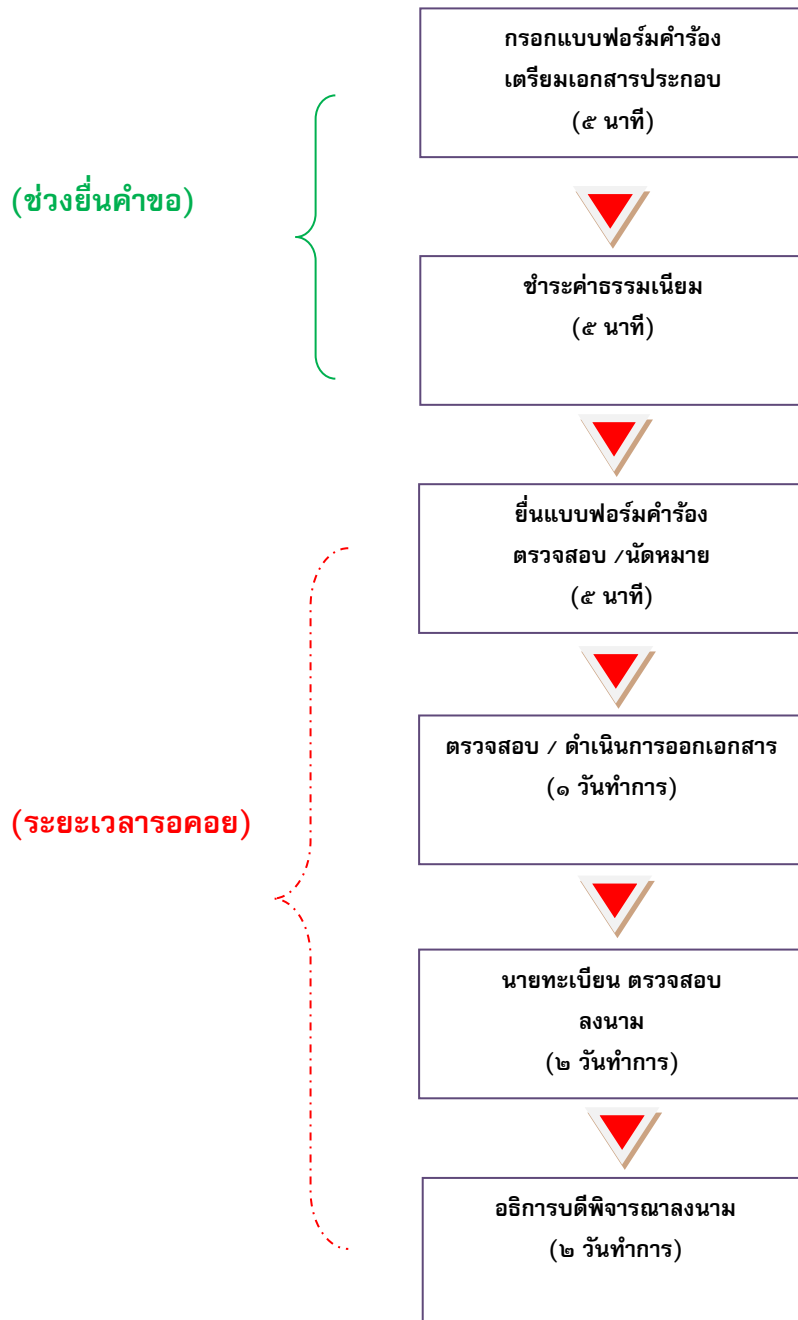 กรอกแบบฟอร์มคำร้อง
เตรียมเอกสารประกอบ
(๕ นาที)
(ช่วงยื่นคำขอ)
ชำระค่าธรรมเนียม
(๕ นาที)
ยื่นแบบฟอร์มคำร้อง
ตรวจสอบ /นัดหมาย
(๕ นาที)
ตรวจสอบ / ดำเนินการออกเอกสาร
(๑ วันทำการ)
(ระยะเวลารอคอย)
นายทะเบียน ตรวจสอบ
ลงนาม
(๒ วันทำการ)
อธิการบดีพิจารณาลงนาม
(๒ วันทำการ)